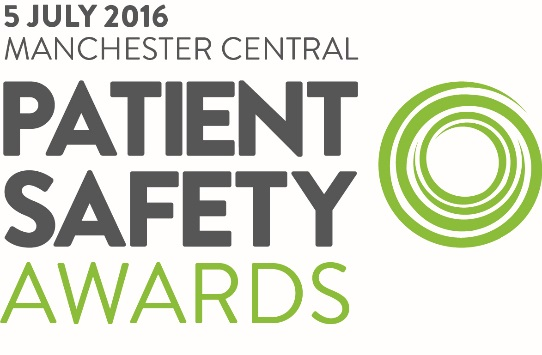 5 JULY 2016
MANCHESTER CENTRAL
PATIENT
SAFETY
AWARDS